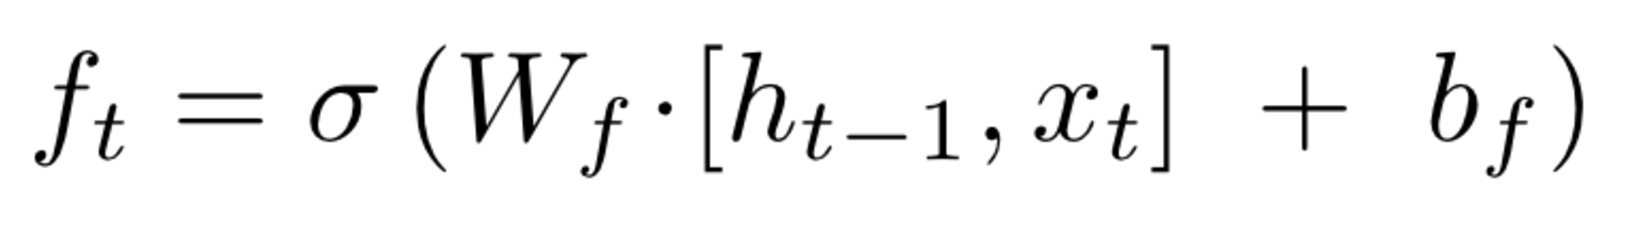 f_t = σ (W_f · [h_{t−1}, x_t] + b_f)